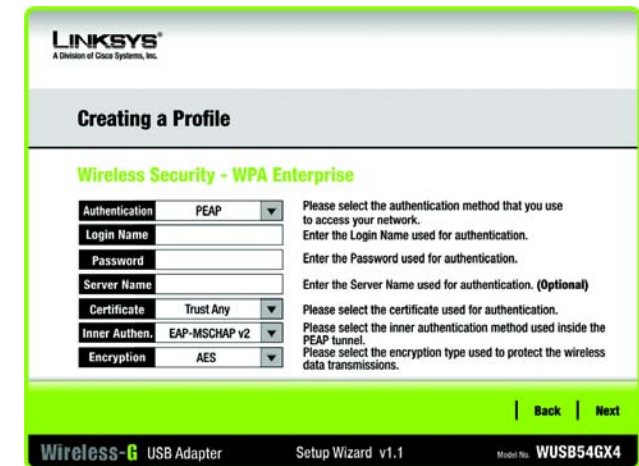 LINKSYS®
A Division of Cisco Systems, Inc.
Creating a Profile
Wireless Security - WPA Enterprise
Authentication PEAP Please select the authentication method that you use
to access your network.
Login Name Enter the Login Name used for authentication.
Password Enter the Password used for authentication.
Server Name Enter the Server Name used for authentication. (Optional)
Certificate Trust Any Please select the certificate used for authentication.
Inner Authen. EAP-MSCHAP v2 Please select the inner authentication method used inside the
PEAP tunnel.
Encryption AES Please select the encryption type used to protect the wireless
data transmissions.
Back Next
Wireless-G USB Adapter Setup Wizard v1.1 Model No. WUSB54GX4